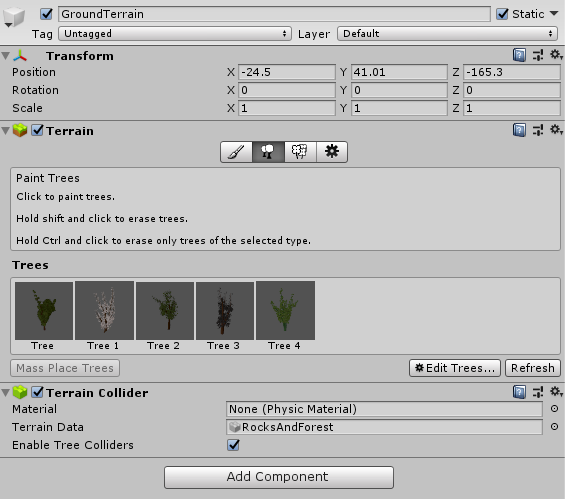 GroundTerrain Static
Tag Untagged Layer Default
Transform
Position X -24.5 Y 41.01 Z -165.3
Rotation X 0 Y 0 Z 0
Scale X 1 Y 1 Z 1
Terrain
Paint Trees
Click to paint trees.
Hold shift and click to erase trees.
Hold Ctrl and click to erase only trees of the selected type.
Trees
Tree Tree 1 Tree 2 Tree 3 Tree 4
Mass Place Trees Edit Trees... Refresh
Terrain Collider
Material None (Physic Material)
Terrain Data RocksAndForest
Enable Tree Colliders
Add Component